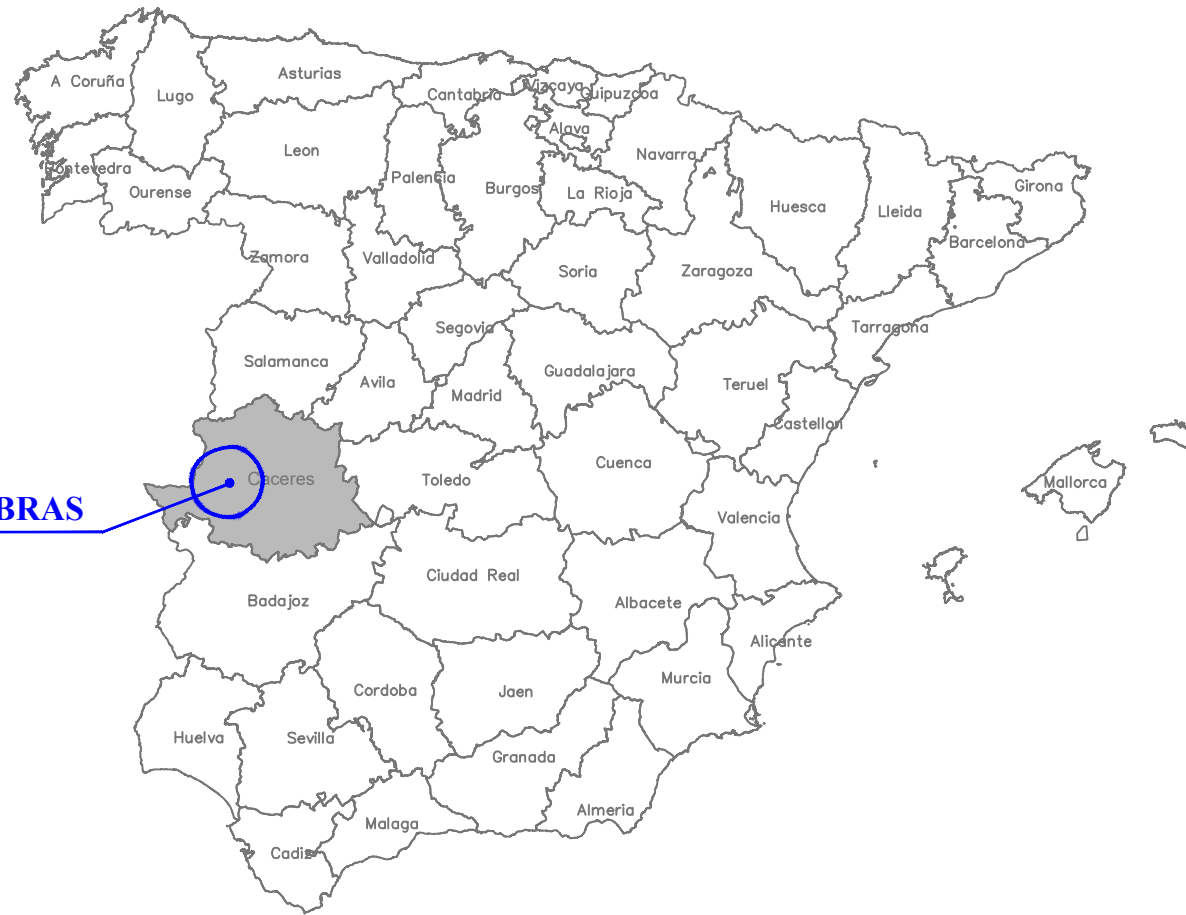 A Coruña
Lugo
Asturias
Cantabria
Vizcaya
Guipuzcoa
Alava
Navarra
Leon
Palencia
Burgos
La Rioja
Pontevedra
Ourense
Huesca
Lleida
Girona
Barcelona
Zamora
Valladolid
Soria
Zaragoza
Segovia
Tarragona
Salamanca
Avila
Madrid
Guadalajara
Teruel
Castellon
Caceres
Toledo
Cuenca
Mallorca
BRAS
Valencia
Badajoz
Ciudad Real
Albacete
Alicante
Cordoba
Jaen
Murcia
Huelva
Sevilla
Granada
Almeria
Malaga
Cadiz